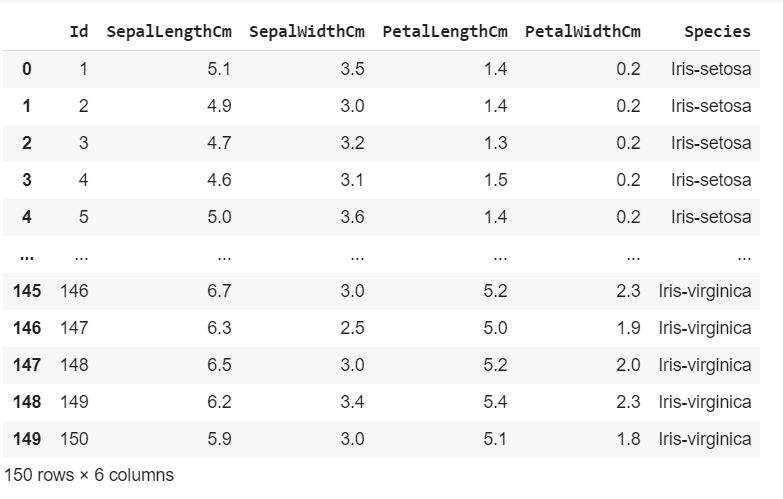 Id SepalLengthCm SepalWidthCm PetalLengthCm PetalWidthCm Species
0 1 5.1 3.5 1.4 0.2 Iris-setosa
1 2 4.9 3.0 1.4 0.2 Iris-setosa
2 3 4.7 3.2 1.3 0.2 Iris-setosa
3 4 4.6 3.1 1.5 0.2 Iris-setosa
4 5 5.0 3.6 1.4 0.2 Iris-setosa
... ... ... ... ... ... ...
145 146 6.7 3.0 5.2 2.3 Iris-virginica
146 147 6.3 2.5 5.0 1.9 Iris-virginica
147 148 6.5 3.0 5.2 2.0 Iris-virginica
148 149 6.2 3.4 5.4 2.3 Iris-virginica
149 150 5.9 3.0 5.1 1.8 Iris-virginica
150 rows × 6 columns